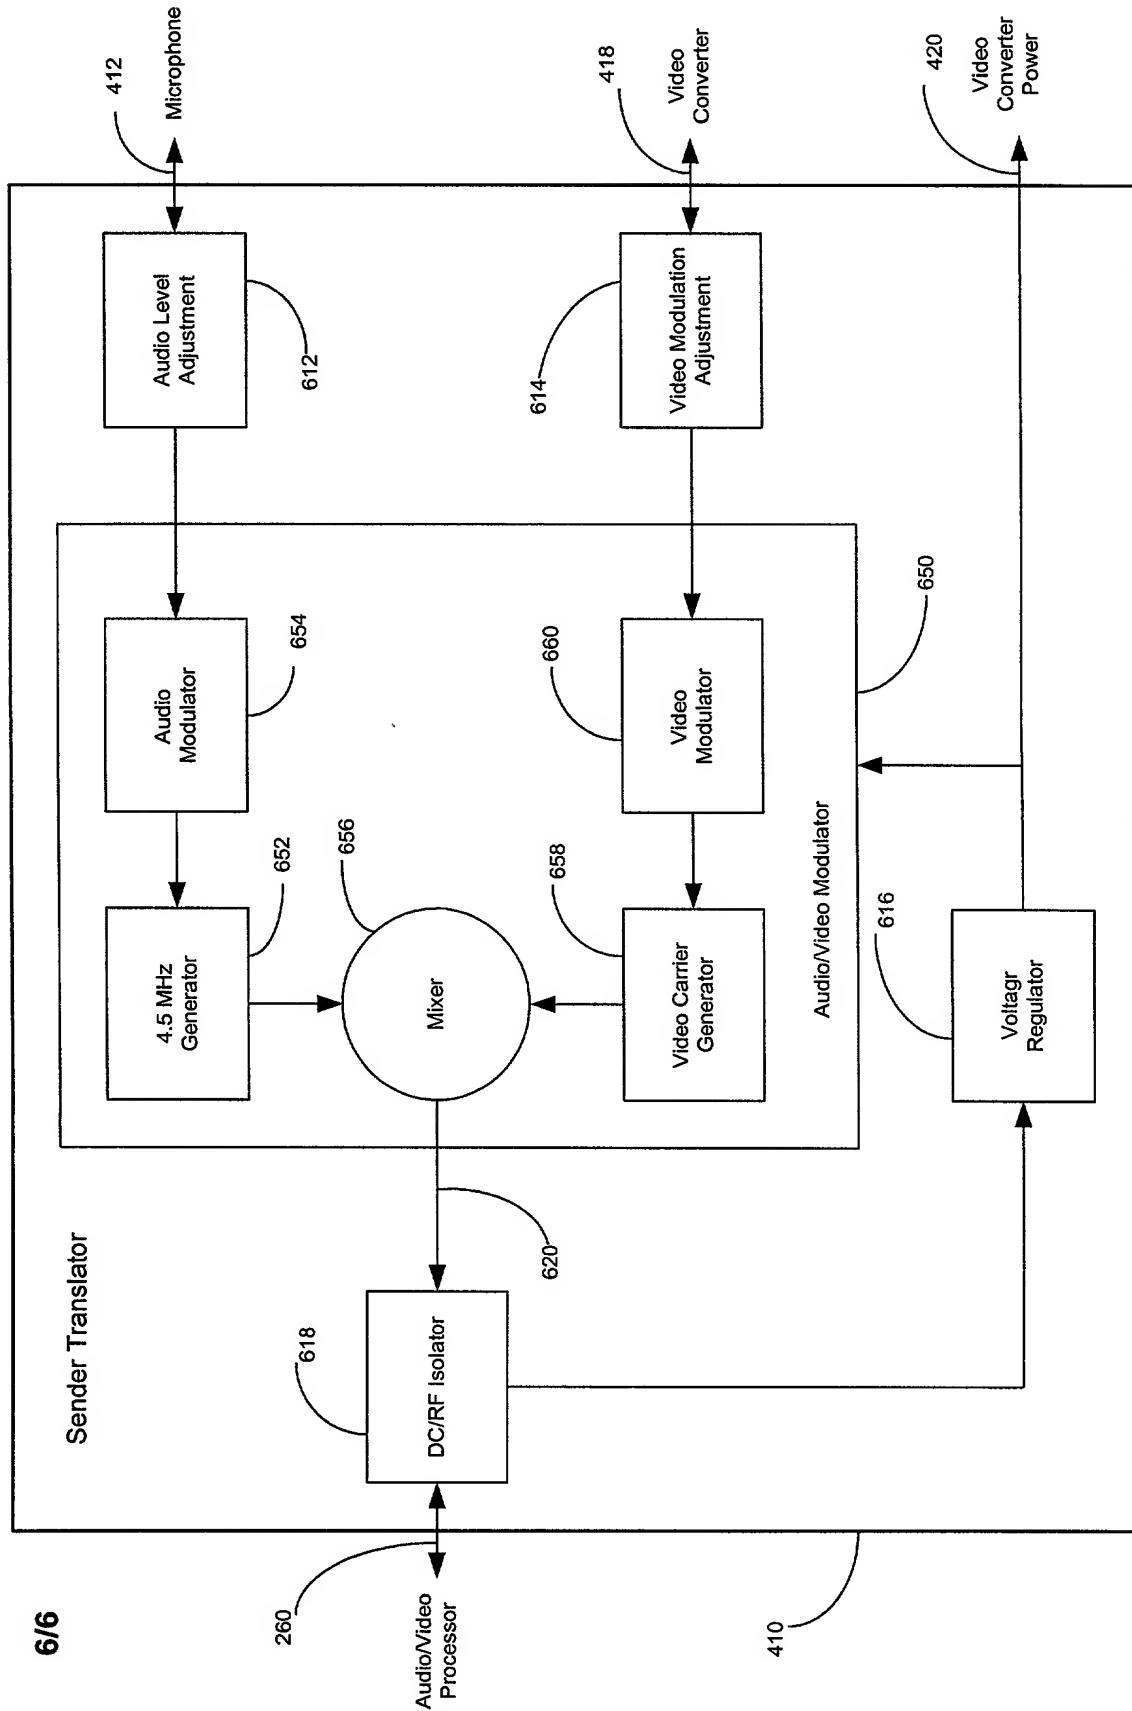 6/6
Sender Translator
412
Microphone
418
Video
Converter
420
Video
Converter
Power
Audio Level
Adjustment
612
614
Video Modulation
Adjustment
Audio
Modulator
654
660
Video
Modulator
650
4.5 MHz
Generator
652
656
Mixer
658
Video Carrier
Generator
Audio/Video Modulator
616
Voltagr
Regulator
620
618
DC/RF Isolator
260
Audio/Video
Processor
410